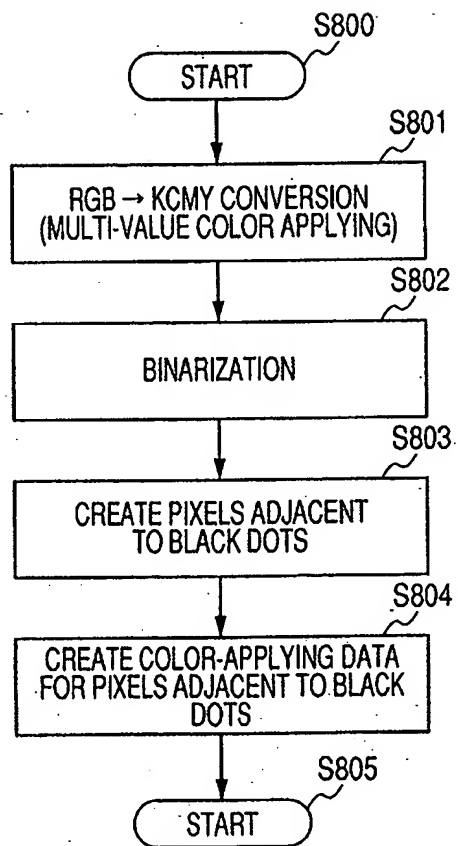 S800
START
S801
RGB → KCMY CONVERSION
(MULTI-VALUE COLOR APPLYING)
S802
BINARIZATION
S803
CREATE PIXELS ADJACENT
TO BLACK DOTS
S804
CREATE COLOR-APPLYING DATA
FOR PIXELS ADJACENT TO BLACK
DOTS
S805
START